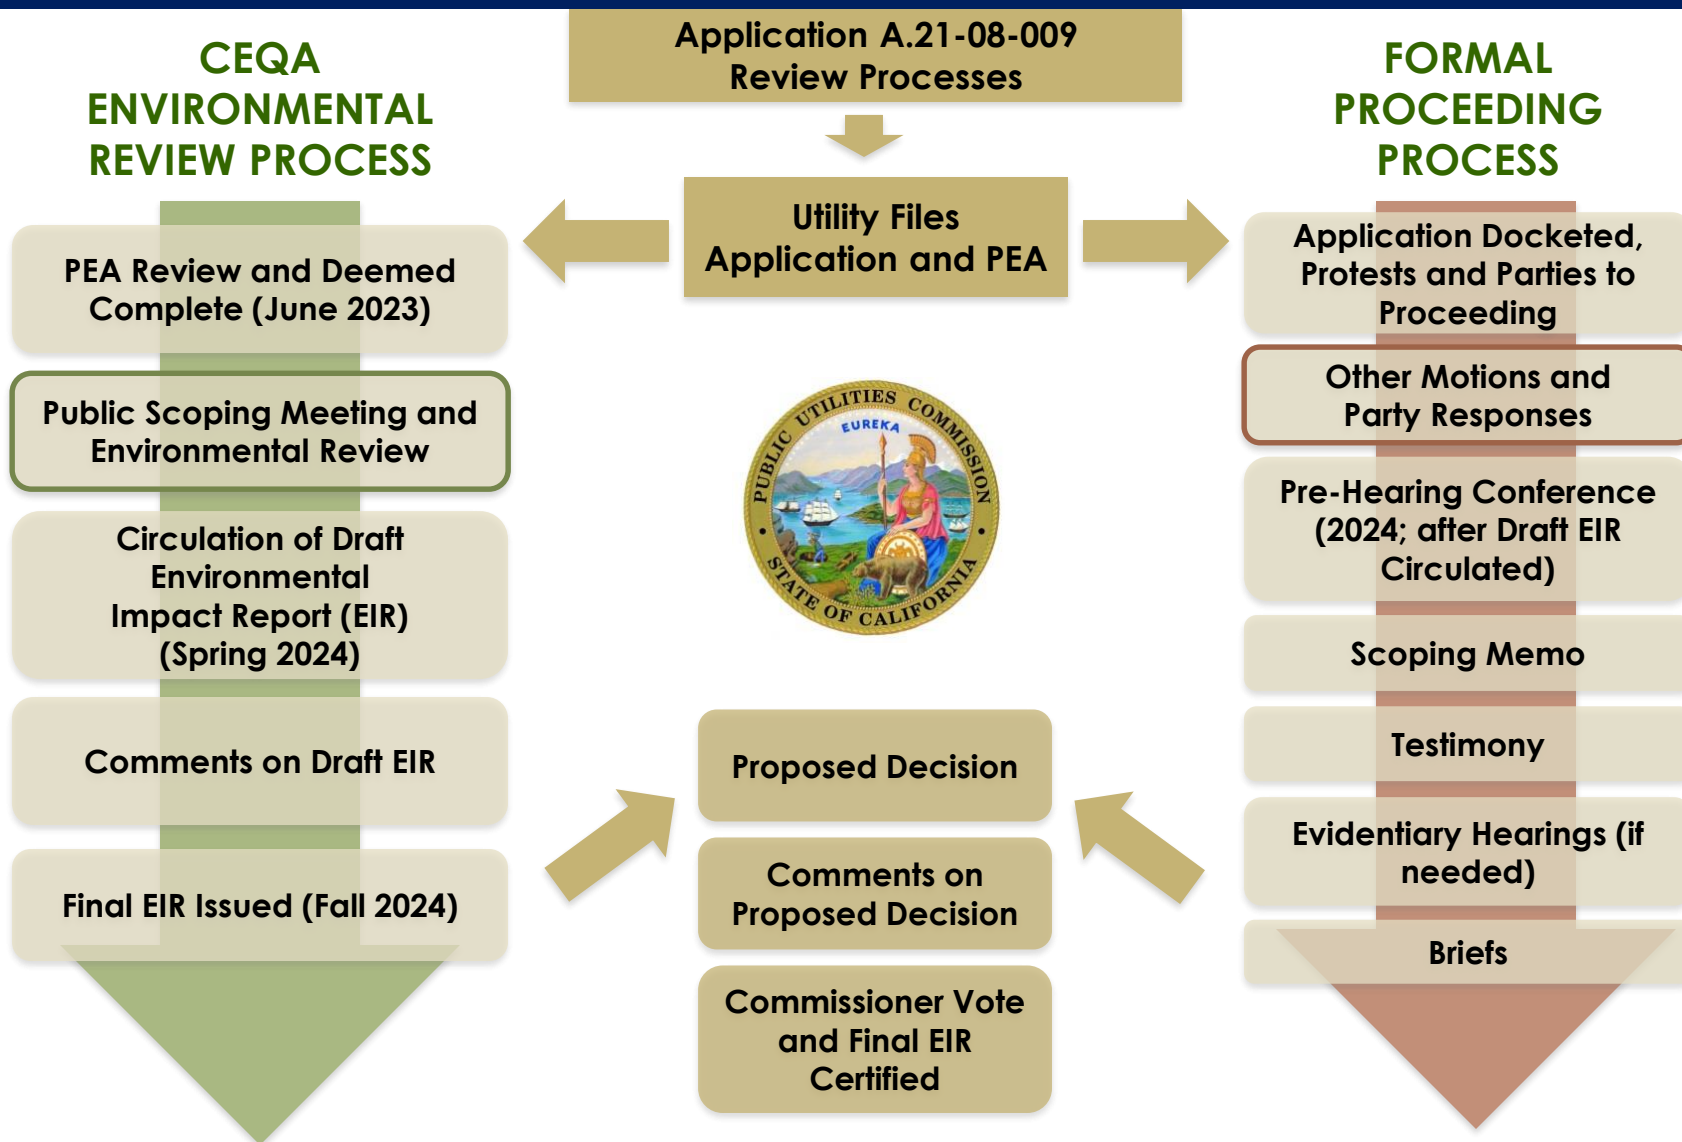 Application A.21-08-009
Review Processes
CEQA
ENVIRONMENTAL
REVIEW PROCESS
FORMAL
PROCEEDING
PROCESS
Utility Files
Application and PEA
PEA Review and Deemed
Complete (June 2023)
Public Scoping Meeting and
Environmental Review
Circulation of Draft
Environmental
Impact Report (EIR)
(Spring 2024)
Comments on Draft EIR
Final EIR Issued (Fall 2024)
Application Docketed,
Protests and Parties to
Proceeding
Other Motions and
Party Responses
Pre-Hearing Conference
(2024; after Draft EIR
Circulated)
Scoping Memo
Testimony
Evidentiary Hearings (if
needed)
Briefs
PUBLIC UTILITIES COMMISSION
EUREKA
STATE OF CALIFORNIA
Proposed Decision
Comments on
Proposed Decision
Commissioner Vote
and Final EIR
Certified